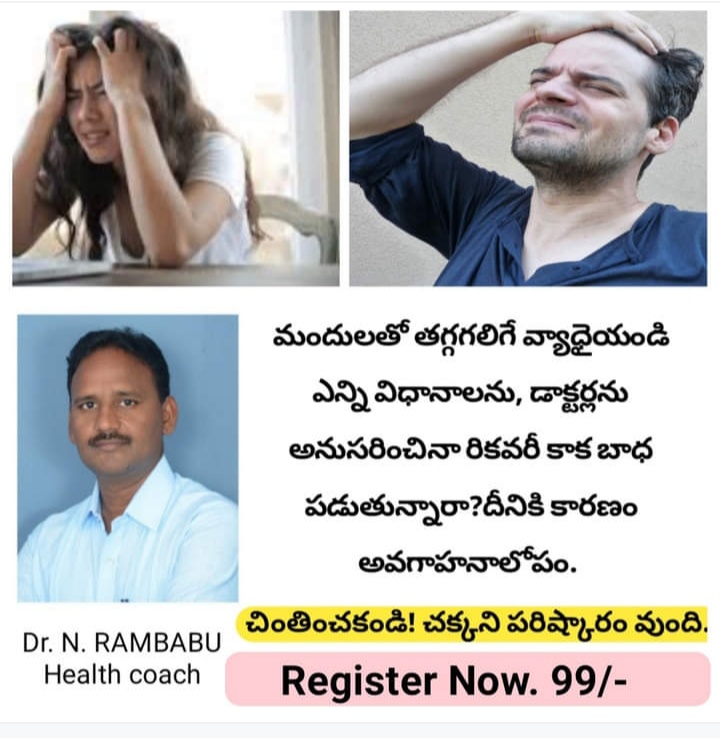 మందులతో తగ్గగలిగే వ్యాధైయండి
ఎన్ని విధానాలను, డాక్టర్లను
అనుసరించినా రికవరీ కాక బాధ
పడుతున్నారా?దీనికి కారణం
అవగాహనాలోపం.
చింతించకండి! చక్కని పరిష్కారం వుంది.
Dr. N. RAMBABU
Health coach
Register Now. 99/-